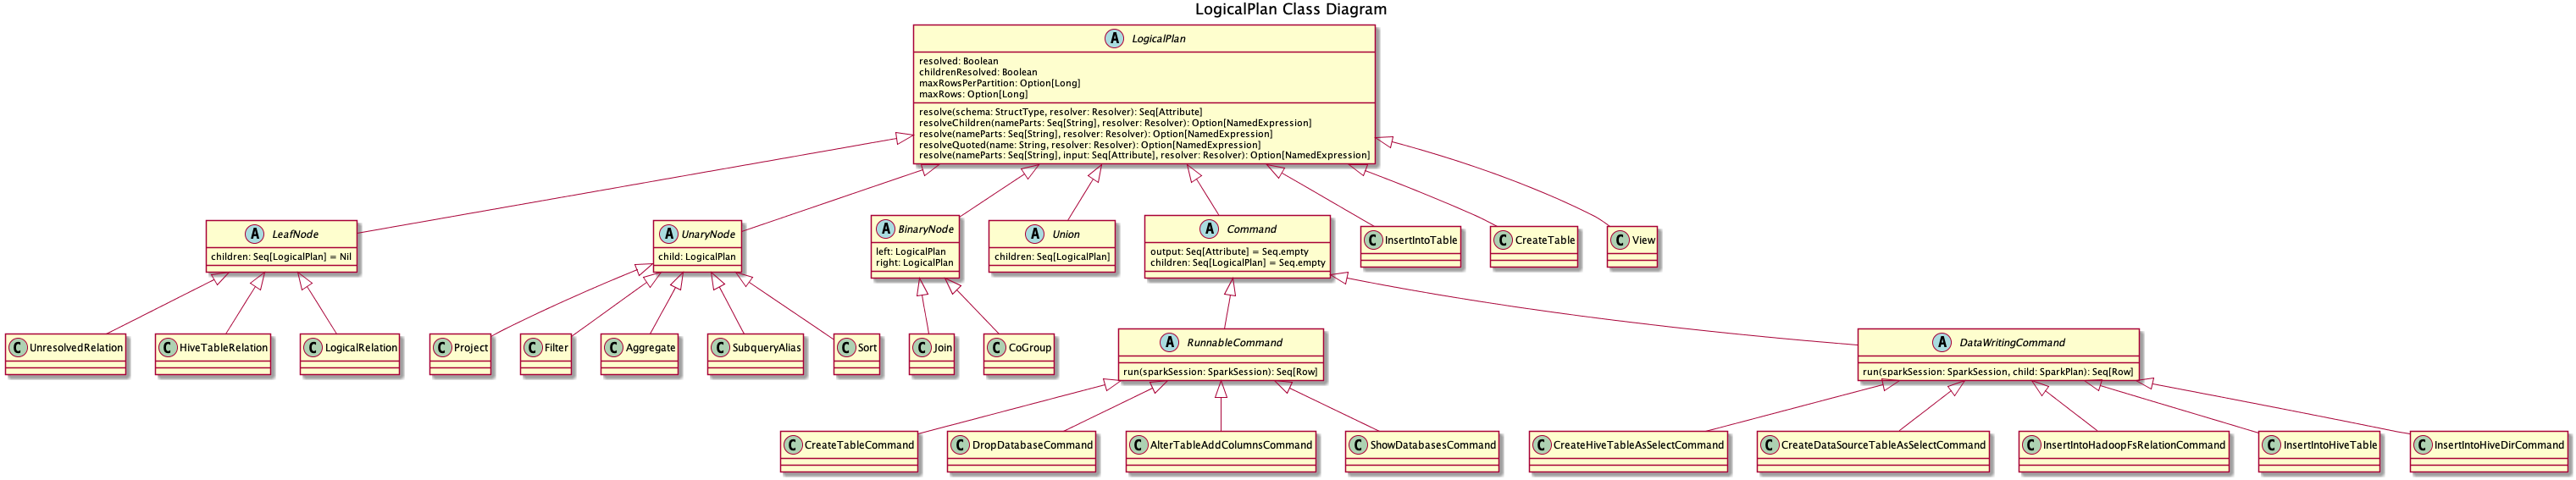 LogicalPlan Class Diagram
A LogicalPlan
resolved: Boolean
childrenResolved: Boolean
maxRowsPerPartition: Option[Long]
maxRows: Option[Long]
resolve(schema: StructType, resolver: Resolver): Seq[Attribute]
resolveChildren(nameParts: Seq[String], resolver: Resolver): Option[NamedExpression]
resolve(nameParts: Seq[String], resolver: Resolver): Option[NamedExpression]
resolveQuoted(name: String, resolver: Resolver): Option[NamedExpression]
resolve(nameParts: Seq[String], input: Seq[Attribute], resolver: Resolver): Option[NamedExpression]
A LeafNode
children: Seq[LogicalPlan] = Nil
A UnaryNode
child: LogicalPlan
A BinaryNode
left: LogicalPlan
right: LogicalPlan
A Union
children: Seq[LogicalPlan]
A Command
output: Seq[Attribute] = Seq.empty
children: Seq[LogicalPlan] = Seq.empty
C InsertIntoTable
C CreateTable
C View
C UnresolvedRelation
C HiveTableRelation
C LogicalRelation
C Project
C Filter
C Aggregate
C SubqueryAlias
C Sort
C Join
C CoGroup
A RunnableCommand
run(sparkSession: SparkSession): Seq[Row]
A DataWritingCommand
run(sparkSession: SparkSession, child: SparkPlan): Seq[Row]
C CreateTableCommand
C DropDatabaseCommand
C AlterTableAddColumnsCommand
C ShowDatabasesCommand
C CreateHiveTableAsSelectCommand
C CreateDataSourceTableAsSelectCommand
C InsertIntoHadoopFsRelationCommand
C InsertIntoHiveTable
C InsertIntoHiveDirCommand